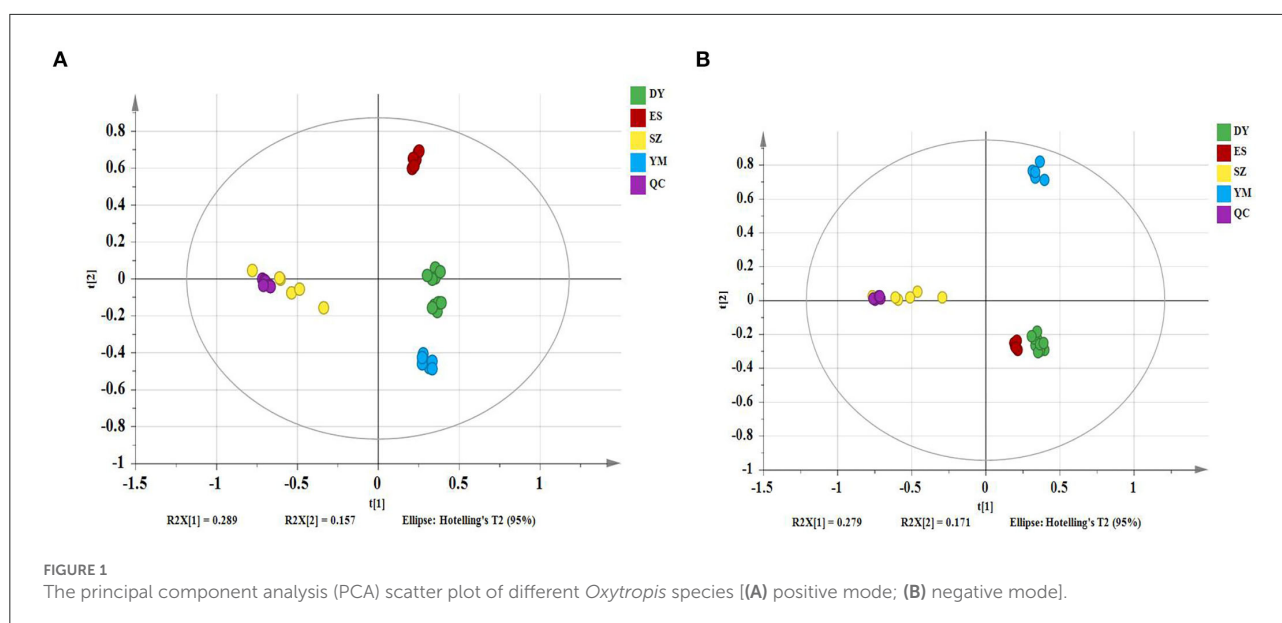 A
B
DY
ES
SZ
YM
QC
t[2]
0.8
0.6
0.4
0.2
0
-0.2
-0.4
-0.6
-0.8
-1
-1.5
-1
-0.5
0
0.5
1
t[1]
R2X[1] = 0.289 R2X[2] = 0.157 Ellipse: Hotelling's T2 (95%)
DY
ES
SZ
YM
QC
t[2]
0.8
0.6
0.4
0.2
0
-0.2
-0.4
-0.6
-0.8
-1
-1.5
-1
-0.5
0
0.5
1
t[1]
R2X[1] = 0.279 R2X[2] = 0.171 Ellipse: Hotelling's T2 (95%)
FIGURE 1
The principal component analysis (PCA) scatter plot of different Oxytropis species [(A) positive mode; (B) negative mode].